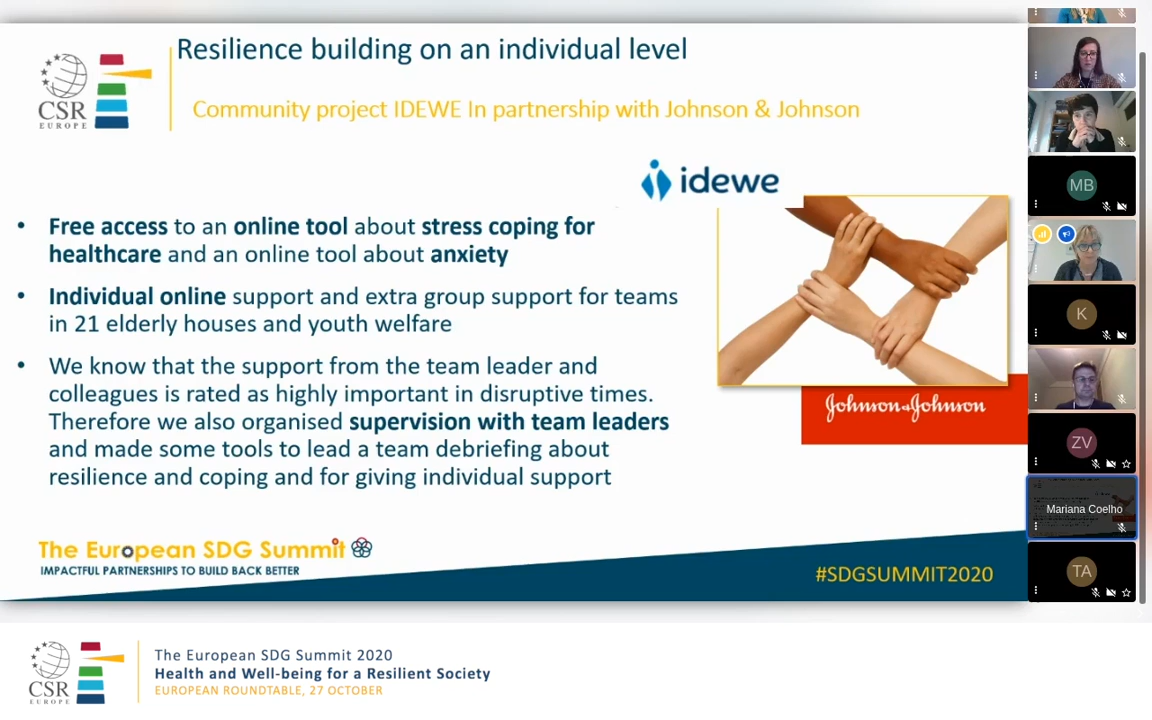 Resilience building on an individual level
CSR
EUROPE
Community project IDEWE In partnership with Johnson & Johnson
idewe
• Free access to an online tool about stress coping for
healthcare and an online tool about anxiety
• Individual online support and extra group support for teams
in 21 elderly houses and youth welfare
• We know that the support from the team leader and
colleagues is rated as highly important in disruptive times.
Therefore we also organised supervision with team leaders
and made some tools to lead a team debriefing about
resilience and coping and for giving individual support
Johnson & Johnson
The European SDG Summit
IMPACTFUL PARTNERSHIPS TO BUILD BACK BETTER
#SDGSUMMIT2020
MB
K
ZV
Mariana Coelho
TA
CSR
EUROPE
The European SDG Summit 2020
Health and Well-being for a Resilient Society
EUROPEAN ROUNDTABLE, 27 OCTOBER